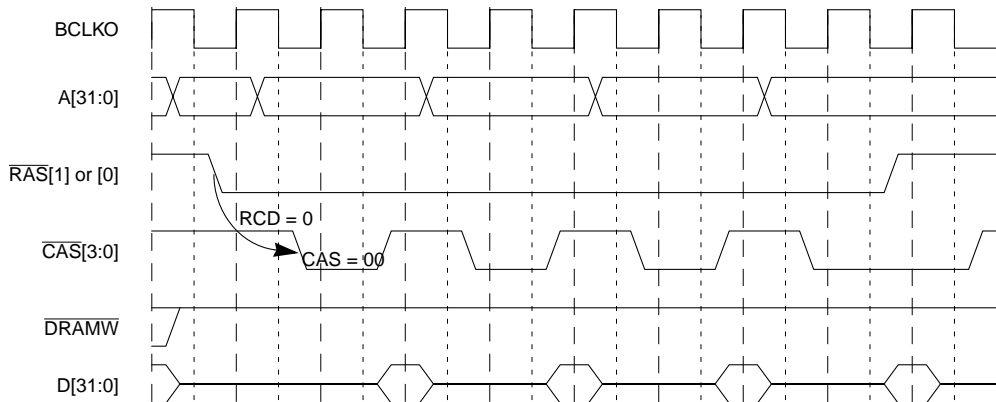 BCLKO
A[31:0]
RAS[1] or [0]
RCD = 0
CAS[3:0]
CAS = 00
DRAMW
D[31:0]